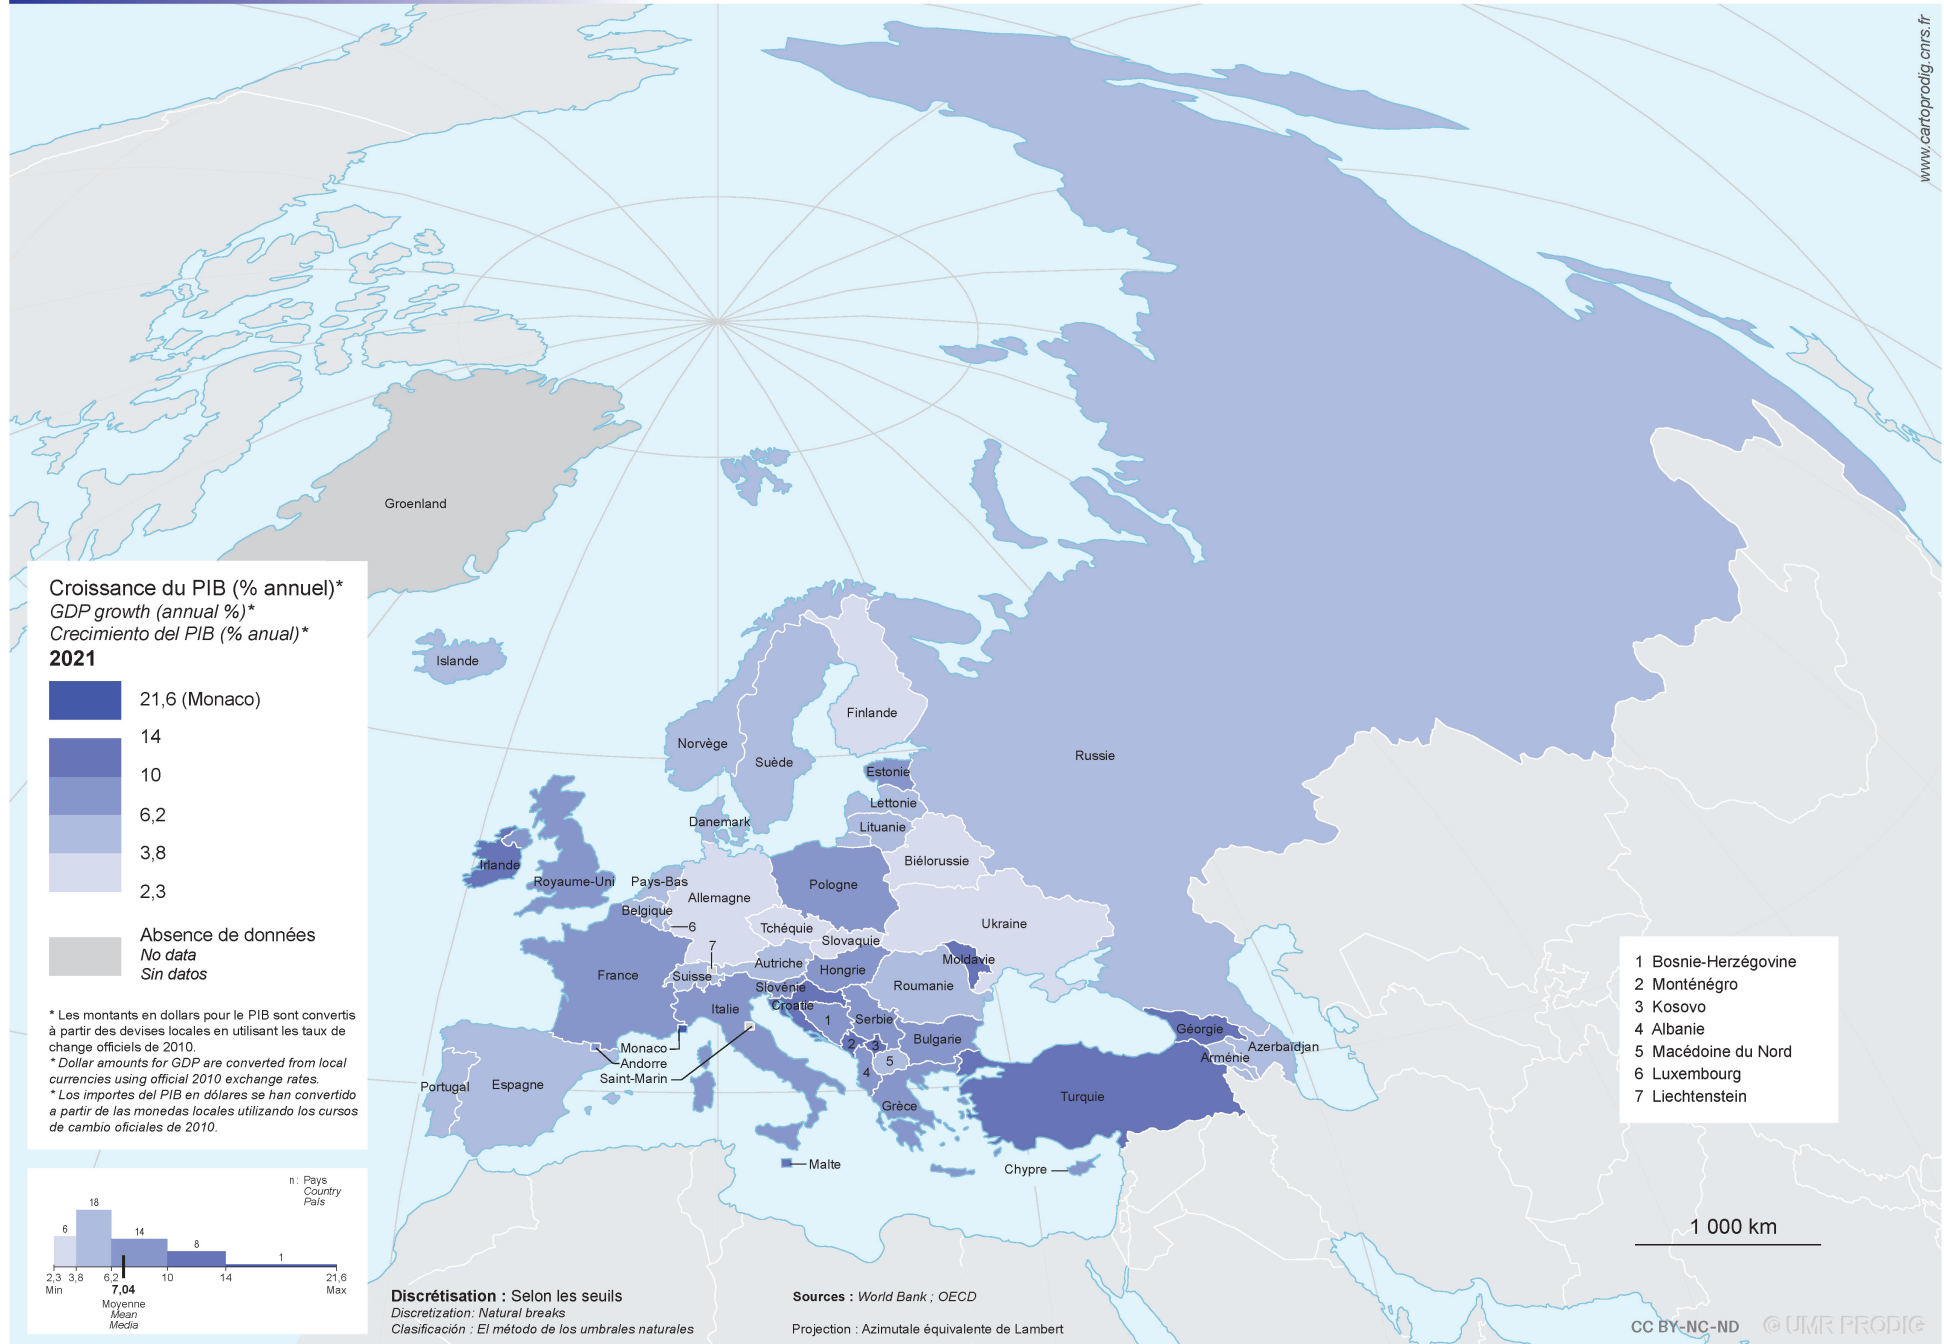 www.cartoprodig.cnrs.fr
Groenland
Islande
Norvège
Suède
Finlande
Russie
Estonie
Lettonie
Lituanie
Danemark
Biélorussie
Irlande
Royaume-Uni
Pays-Bas
Allemagne
Pologne
Belgique
6
Tchéquie
Ukraine
Slovaquie
7
Moldavie
France
Suisse
Autriche
Hongrie
Roumanie
Slovénie
Croatie
Italie
1
Serbie
Bulgarie
2
3
4
5
Monaco
Andorre
Saint-Marin
Portugal
Espagne
Grèce
Turquie
Géorgie
Arménie
Azerbaïdjan
Malte
Chypre
Croissance du PIB (% annuel)*
GDP growth (annual %)*
Crecimiento del PIB (% anual)*
2021
21,6 (Monaco)
14
10
6,2
3,8
2,3
Absence de données
No data
Sin datos
* Les montants en dollars pour le PIB sont convertis
à partir des devises locales en utilisant les taux de
change officiels de 2010.
* Dollar amounts for GDP are converted from local
currencies using official 2010 exchange rates.
* Los importes del PIB en dólares se han convertido
a partir de las monedas locales utilizando los cursos
de cambio oficiales de 2010.
n : Pays
Country
País
6
18
14
8
1
2,3
3,8
6,2
10
14
21,6
Min
7,04
Max
Moyenne
Mean
Media
1 Bosnie-Herzégovine
2 Monténégro
3 Kosovo
4 Albanie
5 Macédoine du Nord
6 Luxembourg
7 Liechtenstein
1 000 km
Discrétisation : Selon les seuils
Discretization: Natural breaks
Clasificación : El método de los umbrales naturales
Sources : World Bank ; OECD
Projection : Azimutale équivalente de Lambert
CC BY-NC-ND
© UMR PRODIG